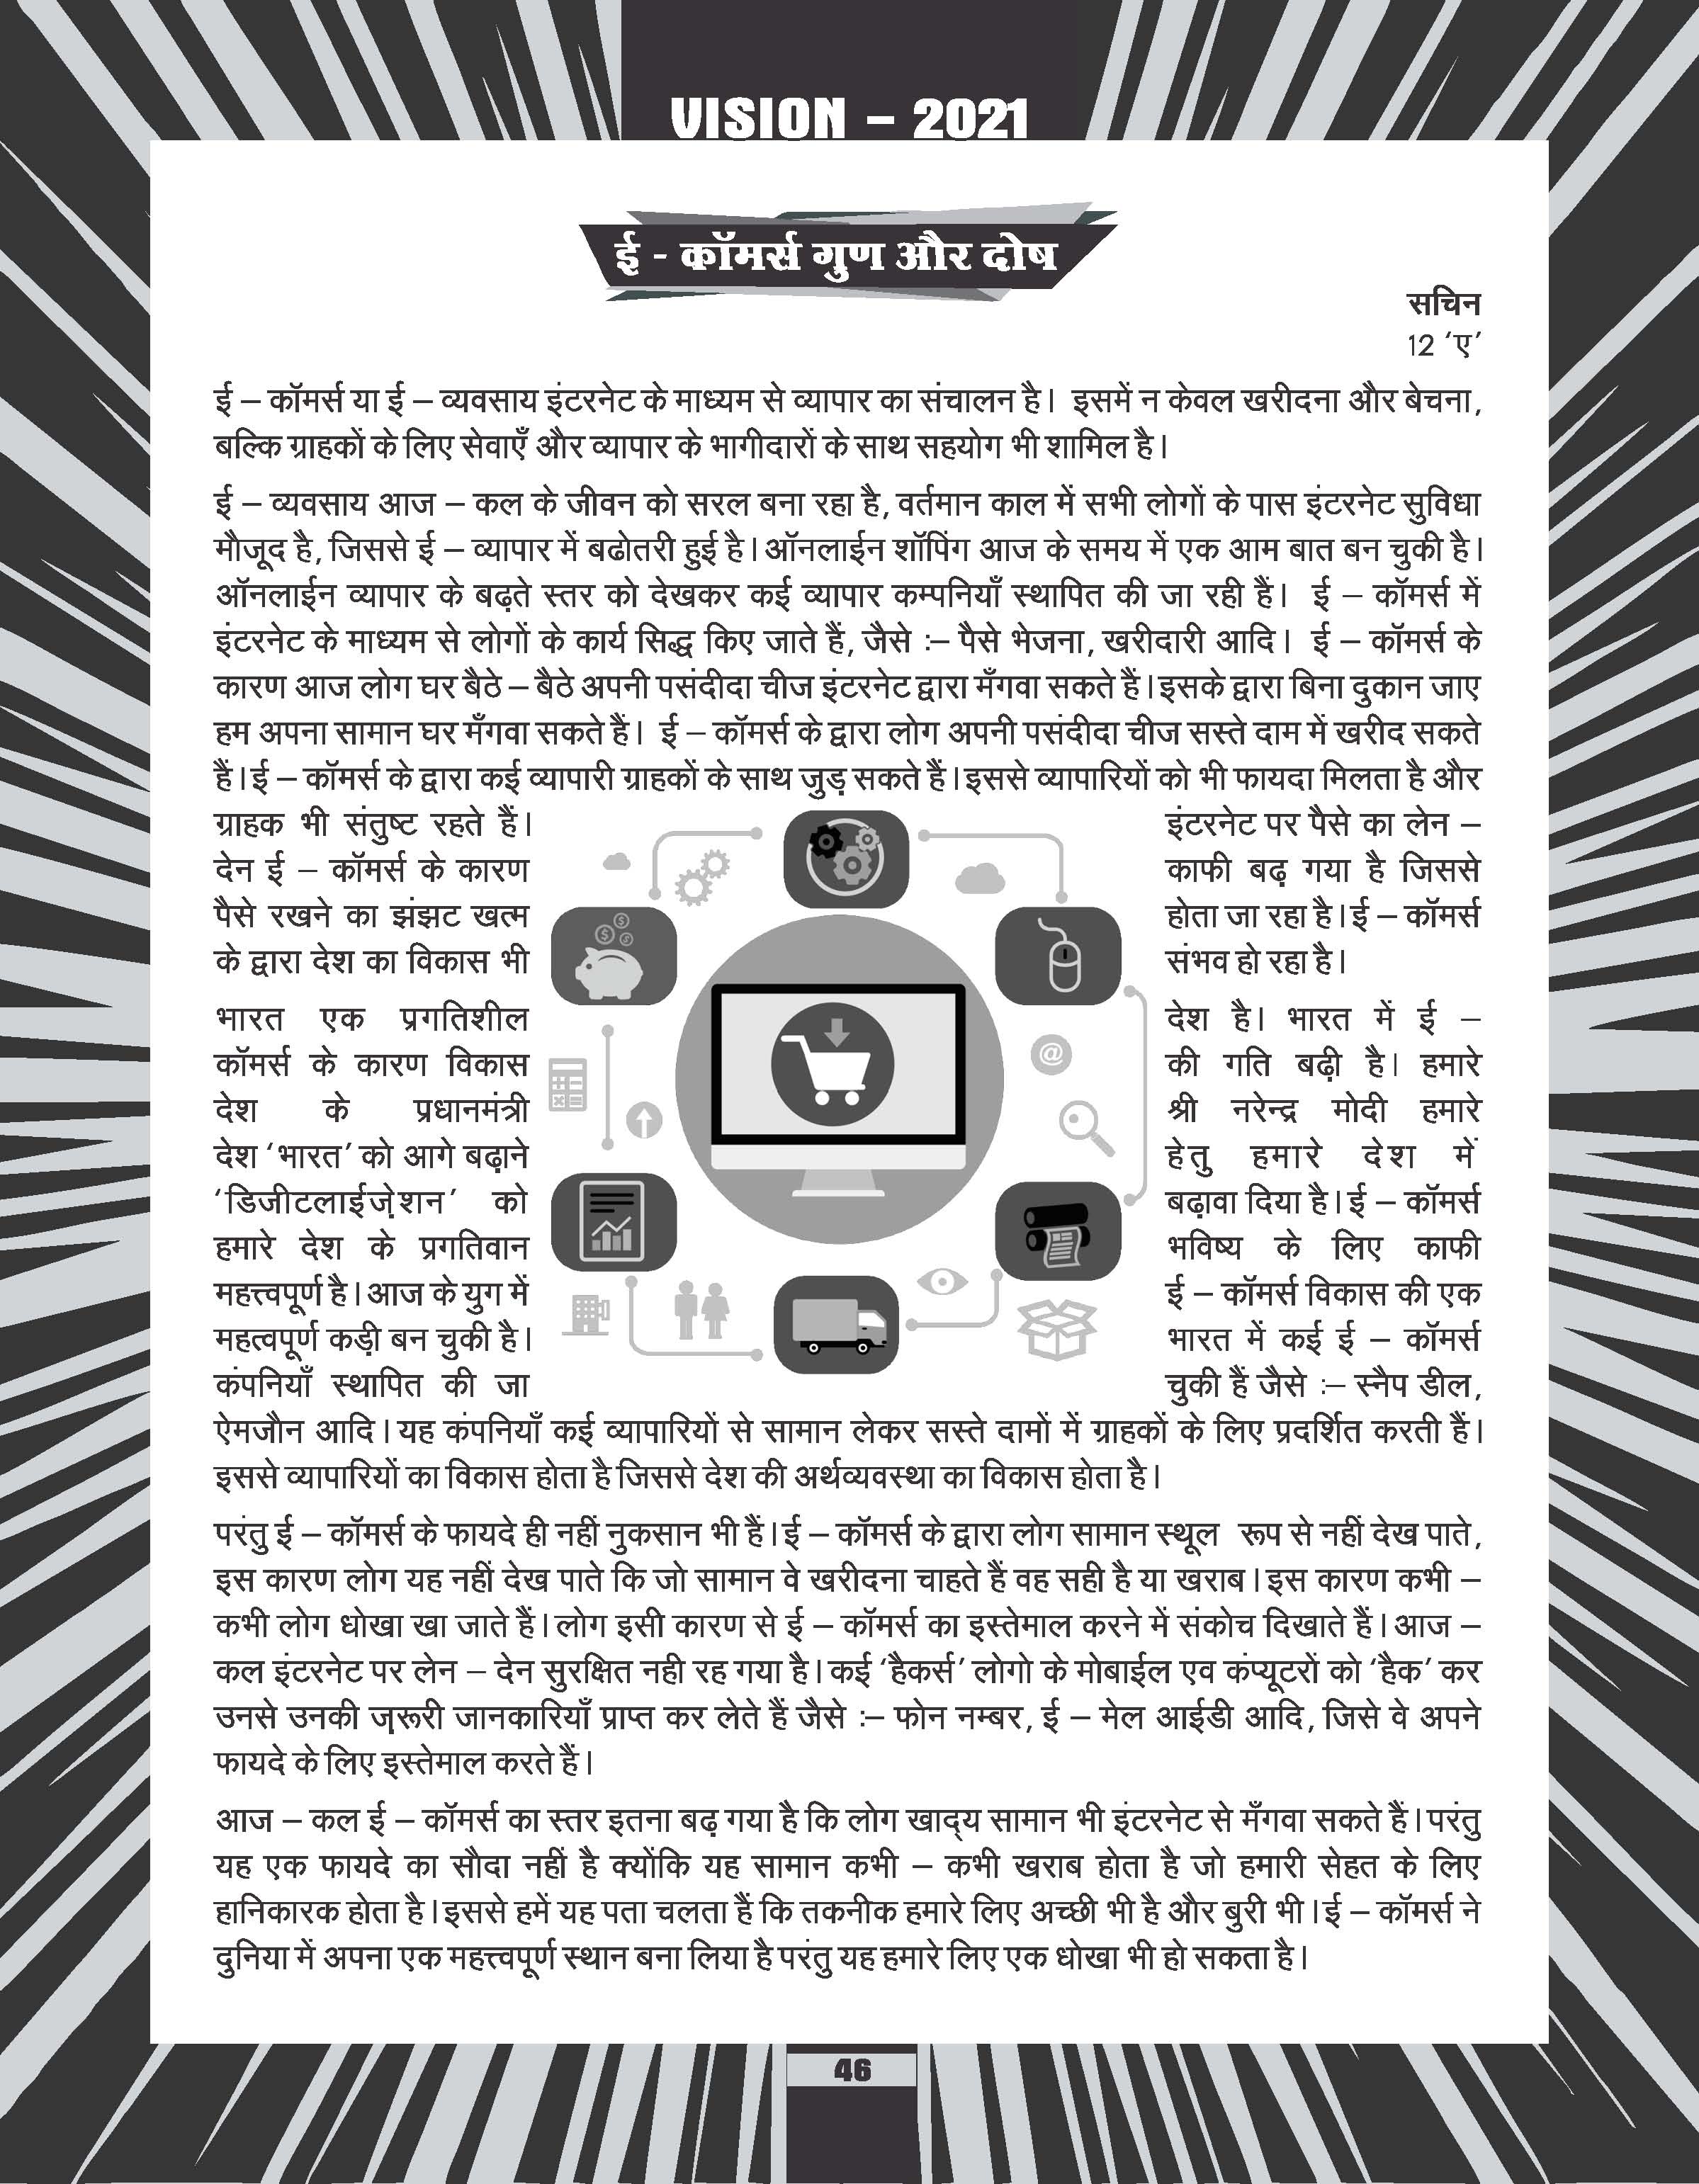 VISION – 2021
ई - कॉमर्स गुण और दोष
सचिन
12 ‘ए’
ई – कॉमर्स या ई – व्यवसाय इंटरनेट के माध्यम से व्यापार का संचालन है। इसमें न केवल खरीदना और बेचना,
बल्कि ग्राहकों के लिए सेवाएँ और व्यापार के भागीदारों के साथ सहयोग भी शामिल है।
ई – व्यवसाय आज – कल के जीवन को सरल बना रहा है, वर्तमान काल में सभी लोगों के पास इंटरनेट सुविधा
मौजूद है, जिससे ई – व्यापार में बढोतरी हुई है। ऑनलाईन शॉपिंग आज के समय में एक आम बात बन चुकी है।
ऑनलाईन व्यापार के बढ़ते स्तर को देखकर कई व्यापार कम्पनियाँ स्थापित की जा रही हैं। ई – कॉमर्स में
इंटरनेट के माध्यम से लोगों के कार्य सिद्ध किए जाते हैं, जैसे :– पैसे भेजना, खरीदारी आदि। ई – कॉमर्स के
कारण आज लोग घर बैठे – बैठे अपनी पसंदीदा चीज इंटरनेट द्वारा मँगवा सकते हैं। इसके द्वारा बिना दुकान जाए
हम अपना सामान घर मँगवा सकते हैं। ई – कॉमर्स के द्वारा लोग अपनी पसंदीदा चीज सस्ते दाम में खरीद सकते
हैं। ई – कॉमर्स के द्वारा कई व्यापारी ग्राहकों के साथ जुड़ सकते हैं। इससे व्यापारियों को भी फायदा मिलता है और
ग्राहक भी संतुष्ट रहते हैं। इंटरनेट पर पैसे का लेन –
देन ई – कॉमर्स के कारण काफी बढ़ गया है जिससे
पैसे रखने का झंझट खत्म होता जा रहा है। ई – कॉमर्स
के द्वारा देश का विकास भी संभव हो रहा है।
भारत एक प्रगतिशील देश है। भारत में ई –
कॉमर्स के कारण विकास की गति बढ़ी है। हमारे
देश के प्रधानमंत्री श्री नरेन्द्र मोदी हमारे
देश ‘भारत’ को आगे बढ़ाने हेतु हमारे देश में
‘डिजीटलाईज़ेशन’ को बढ़ावा दिया है। ई – कॉमर्स
हमारे देश के प्रगतिवान भविष्य के लिए काफी
महत्त्वपूर्ण है। आज के युग में ई – कॉमर्स विकास की एक
महत्वपूर्ण कड़ी बन चुकी है। भारत में कई ई – कॉमर्स
कंपनियाँ स्थापित की जा चुकी हैं जैसे :– स्नैप डील,
ऐमजौन आदि। यह कंपनियाँ कई व्यापारियों से सामान लेकर सस्ते दामों में ग्राहकों के लिए प्रदर्शित करती हैं।
इससे व्यापारियों का विकास होता है जिससे देश की अर्थव्यवस्था का विकास होता है।
परंतु ई – कॉमर्स के फायदे ही नहीं नुकसान भी हैं। ई – कॉमर्स के द्वारा लोग सामान स्थूल रूप से नहीं देख पाते,
इस कारण लोग यह नहीं देख पाते कि जो सामान वे खरीदना चाहते हैं वह सही है या खराब। इस कारण कभी –
कभी लोग धोखा खा जाते हैं। लोग इसी कारण से ई – कॉमर्स का इस्तेमाल करने में संकोच दिखाते हैं। आज –
कल इंटरनेट पर लेन – देन सुरक्षित नही रह गया है। कई ‘हैकर्स’ लोगो के मोबाईल एव कंप्यूटरों को ‘हैक’ कर
उनसे उनकी ज़रूरी जानकारियाँ प्राप्त कर लेते हैं जैसे :– फोन नम्बर, ई – मेल आईडी आदि, जिसे वे अपने
फायदे के लिए इस्तेमाल करते हैं।
आज – कल ई – कॉमर्स का स्तर इतना बढ़ गया है कि लोग खाद्य सामान भी इंटरनेट से मँगवा सकते हैं। परंतु
यह एक फायदे का सौदा नहीं है क्योंकि यह सामान कभी – कभी खराब होता है जो हमारी सेहत के लिए
हानिकारक होता है। इससे हमें यह पता चलता हैं कि तकनीक हमारे लिए अच्छी भी है और बुरी भी। ई – कॉमर्स ने
दुनिया में अपना एक महत्त्वपूर्ण स्थान बना लिया है परंतु यह हमारे लिए एक धोखा भी हो सकता है।
46